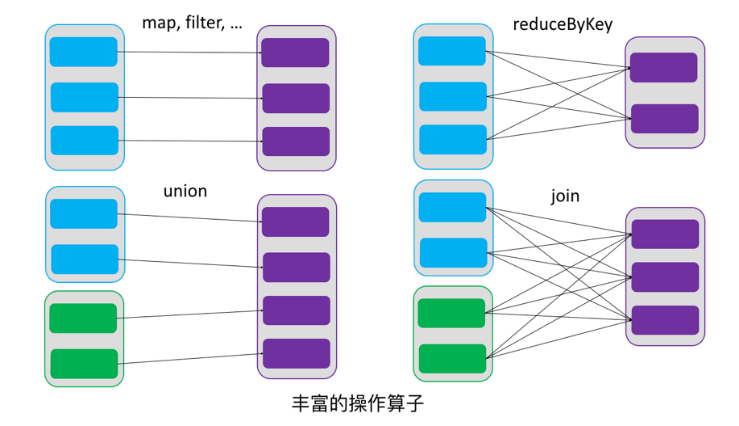 map, filter, ...
reduceByKey
union
join
丰富的操作算子